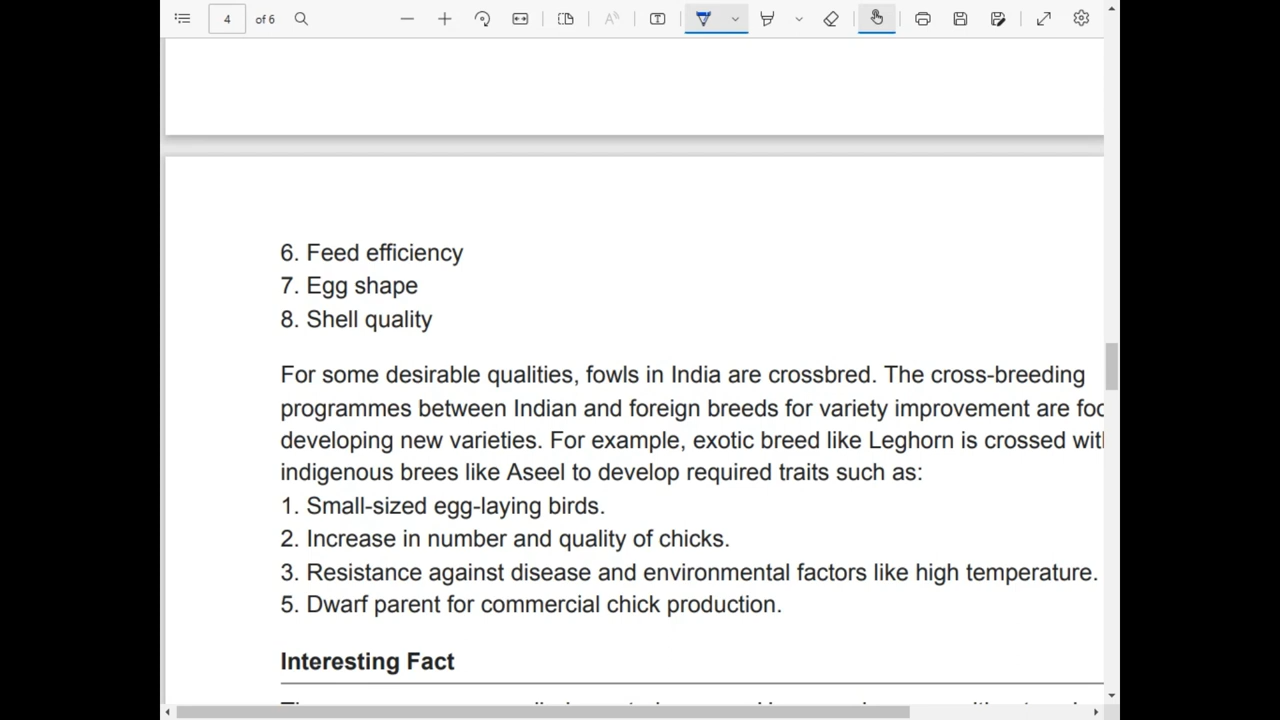 4 of 6
6. Feed efficiency
7. Egg shape
8. Shell quality
For some desirable qualities, fowls in India are crossbred. The cross-breeding
programmes between Indian and foreign breeds for variety improvement are foc
developing new varieties. For example, exotic breed like Leghorn is crossed with
indigenous brees like Aseel to develop required traits such as:
1. Small-sized egg-laying birds.
2. Increase in number and quality of chicks.
3. Resistance against disease and environmental factors like high temperature.
5. Dwarf parent for commercial chick production.
Interesting Fact